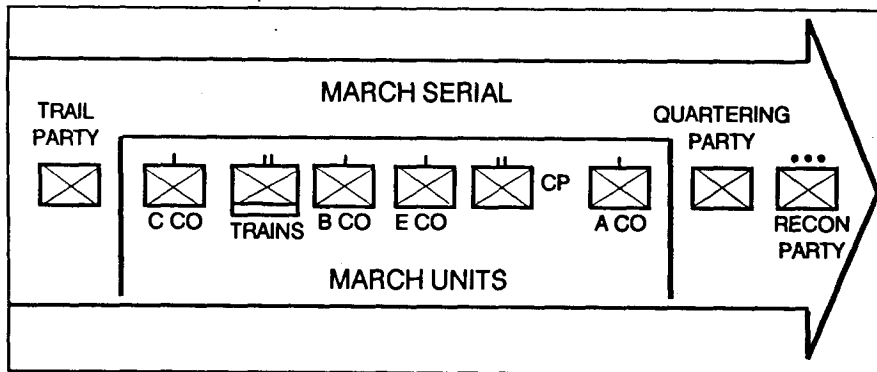 MARCH SERIAL
TRAIL
PARTY
QUARTERING
PARTY
CP
C CO
TRAINS
B CO
E CO
A CO
RECON
PARTY
MARCH UNITS